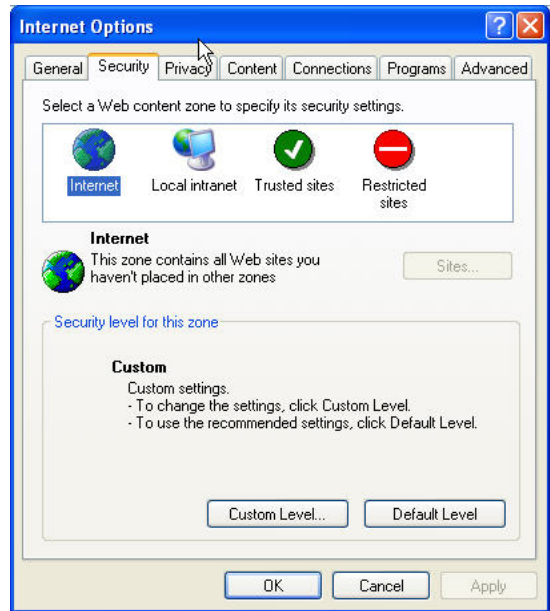 Internet Options
General Security Privacy Content Connections Programs Advanced
Select a Web content zone to specify its security settings.
Internet Local intranet Trusted sites Restricted
sites
Internet
This zone contains all Web sites you
haven't placed in other zones
Sites...
Security level for this zone
Custom
Custom settings.
- To change the settings, click Custom Level.
- To use the recommended settings, click Default Level.
Custom Level... Default Level
OK Cancel Apply